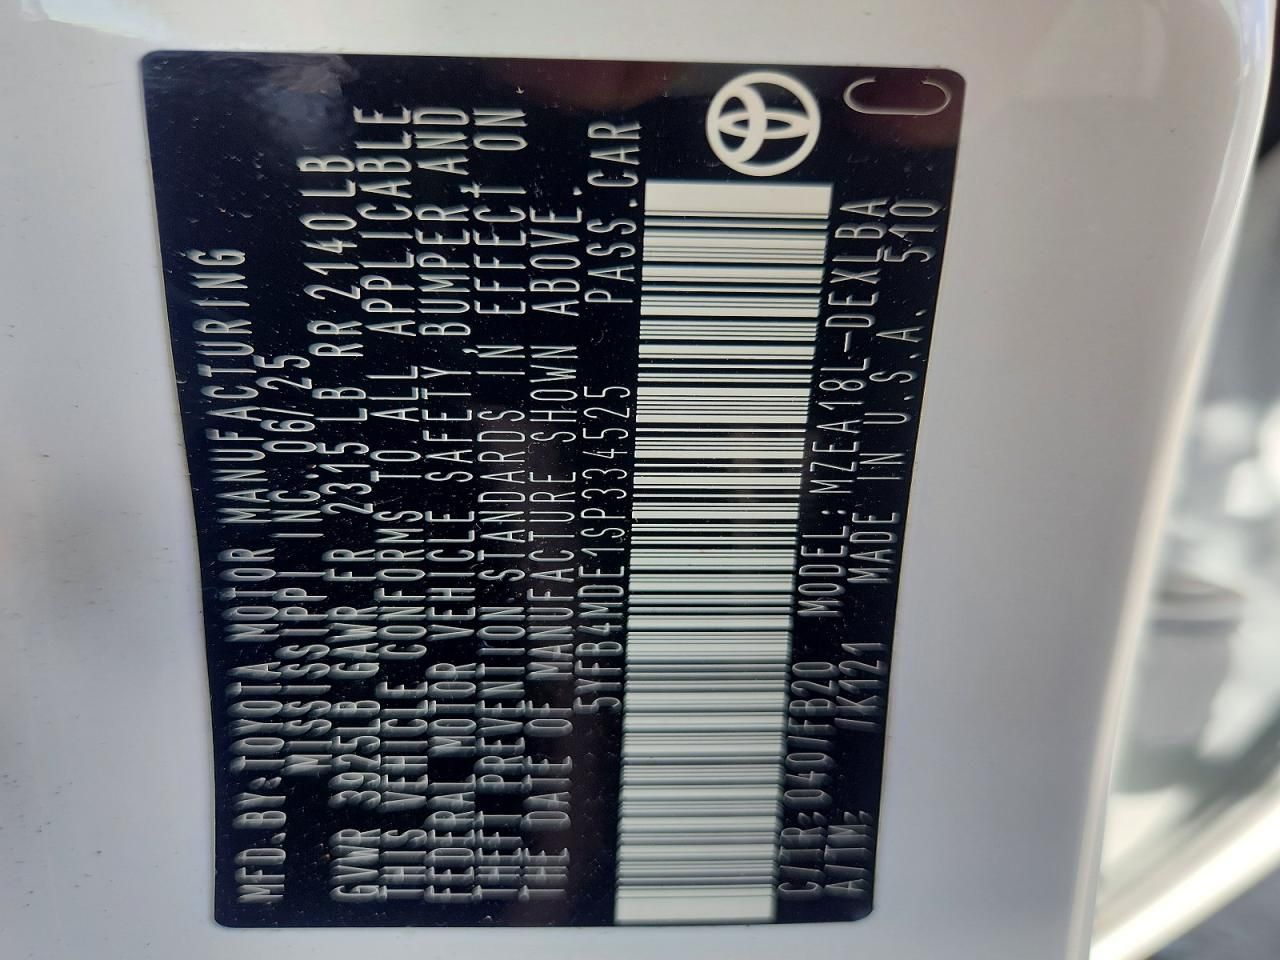 MFD.BY:TOYOTA MOTOR MANUFACTURING
MISSISSIPPI INC. 06/25
GVWR 3925LB GAWR FR 2315LB RR 2140LB
THIS VEHICLE CONFORMS TO ALL APPLICABLE
FEDERAL MOTOR VEHICLE SAFETY BUMPER AND
THEFT PREVENTION STANDARDS IN EFFECT ON
THE DATE OF MANUFACTURE SHOWN ABOVE.
5YFB4MDE1SP334525 PASS.CAR
C/TR:040/FB20 MODEL:MZEA18L-DEXLBA
A/TM: /K121 MADE IN U.S.A. 510
C